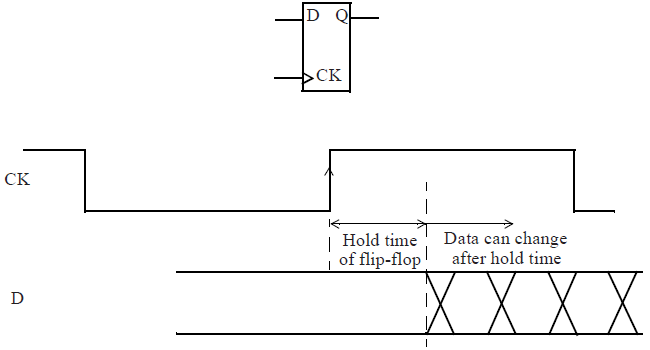 D Q
CK
CK
Hold time
of flip-flop
Data can change
after hold time
D